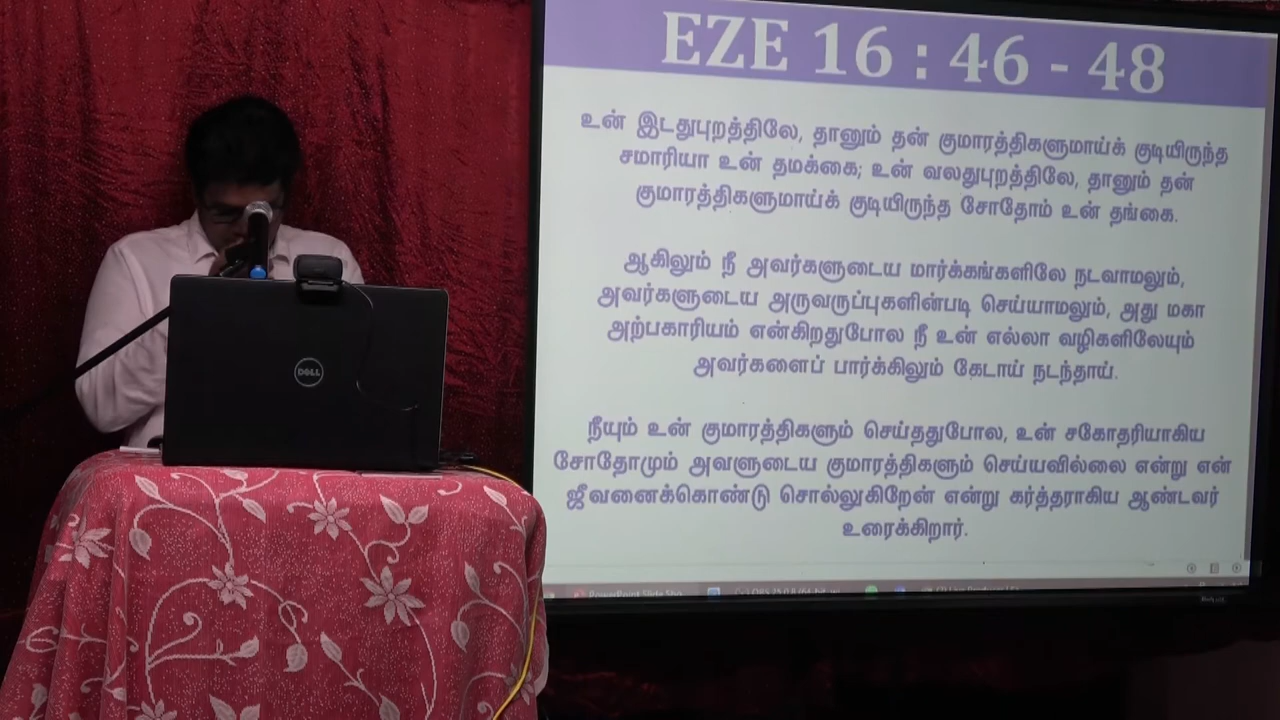 EZE 16 : 46 - 48
உன் இடதுபுறத்திலே, தானும் தன் குமாரத்திகளுமாய்க் குடியிருந்த
சமாரியா உன் தமக்கை; உன் வலதுபுறத்திலே, தானும் தன்
குமாரத்திகளுமாய்க் குடியிருந்த சோதோம் உன் தங்கை.
ஆகிலும் நீ அவர்களுடைய மார்க்கங்களிலே நடவாமலும்,
அவர்களுடைய அருவருப்புகளின்படி செய்யாமலும், அது மகா
அற்பகாரியம் என்கிறதுபோல நீ உன் எல்லா வழிகளிலேயும்
அவர்களைப் பார்க்கிலும் கேடாய் நடந்தாய்.
நீயும் உன் குமாரத்திகளும் செய்ததுபோல, உன் சகோதரியாகிய
சோதோமும் அவளுடைய குமாரத்திகளும் செய்யவில்லை என்று என்
ஜீவனைக்கொண்டு சொல்லுகிறேன் என்று கர்த்தராகிய ஆண்டவர்
உரைக்கிறார்.
DELL
PowerPoint Slide Sho